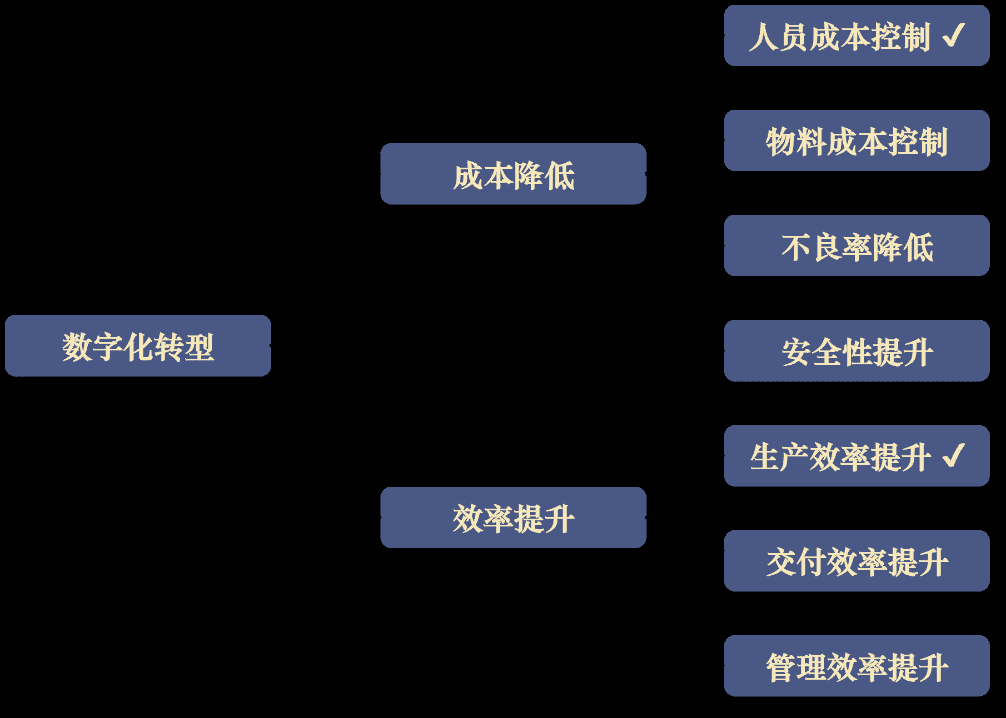 人员成本控制 ✓
物料成本控制
成本降低
不良率降低
数字化转型
安全性提升
生产效率提升 ✓
效率提升
交付效率提升
管理效率提升